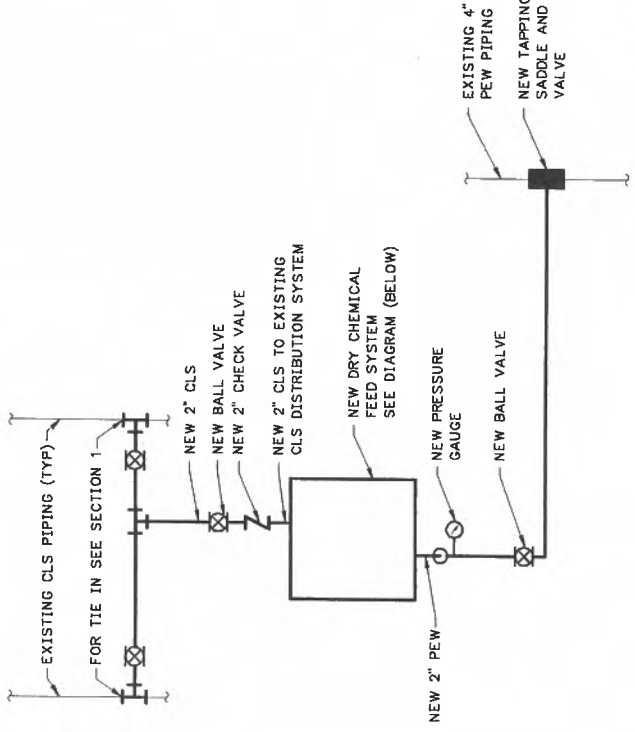 EXISTING CLS PIPING (TYP)
FOR TIE IN SEE SECTION 1
NEW 2" CLS
NEW BALL VALVE
NEW 2" CHECK VALVE
NEW 2" CLS TO EXISTING
CLS DISTRIBUTION SYSTEM
NEW DRY CHEMICAL
FEED SYSTEM
SEE DIAGRAM (BELOW)
NEW PRESSURE
GAUGE
NEW BALL VALVE
NEW 2" PEW
EXISTING 4"
PEW PIPING
NEW TAPPING
SADDLE AND
VALVE